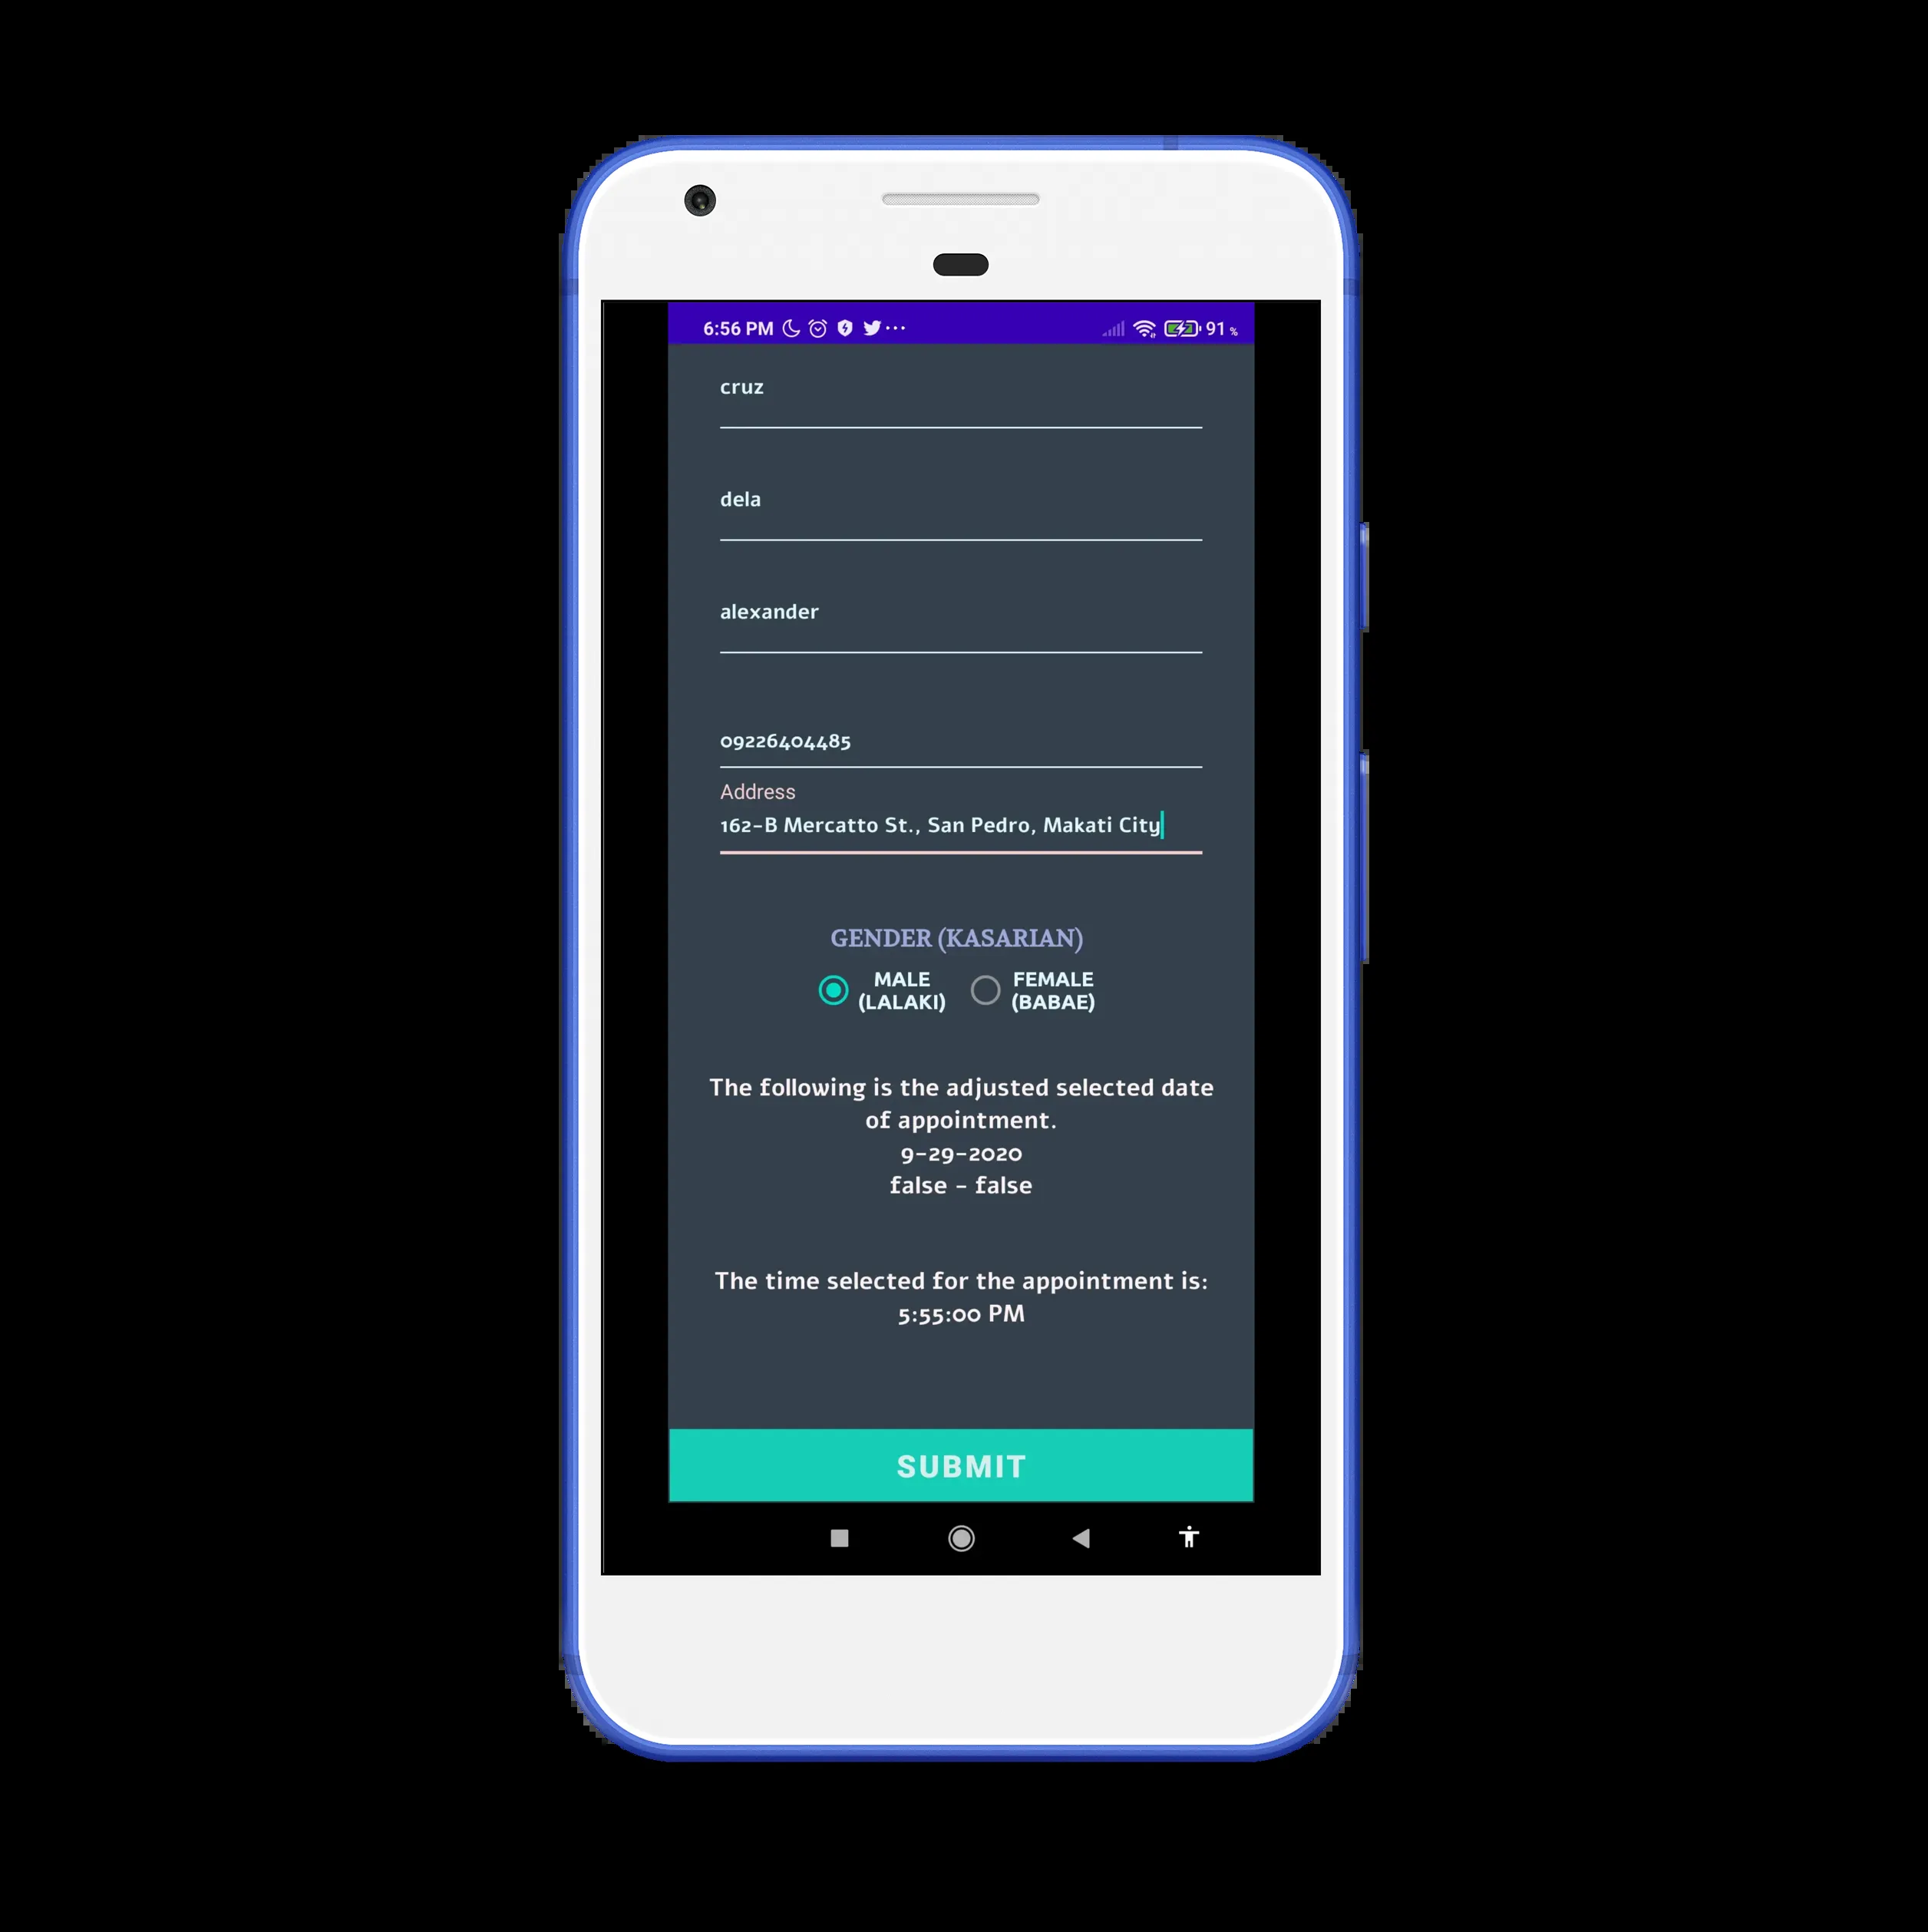 6:56 PM 91 %
cruz
dela
alexander
09226404485
Address
162-B Mercatto St., San Pedro, Makati City
GENDER (KASARIAN)
MALE
(LALAKI)
FEMALE
(BABAE)
The following is the adjusted selected date
of appointment.
9-29-2020
false - false
The time selected for the appointment is:
5:55:00 PM
SUBMIT